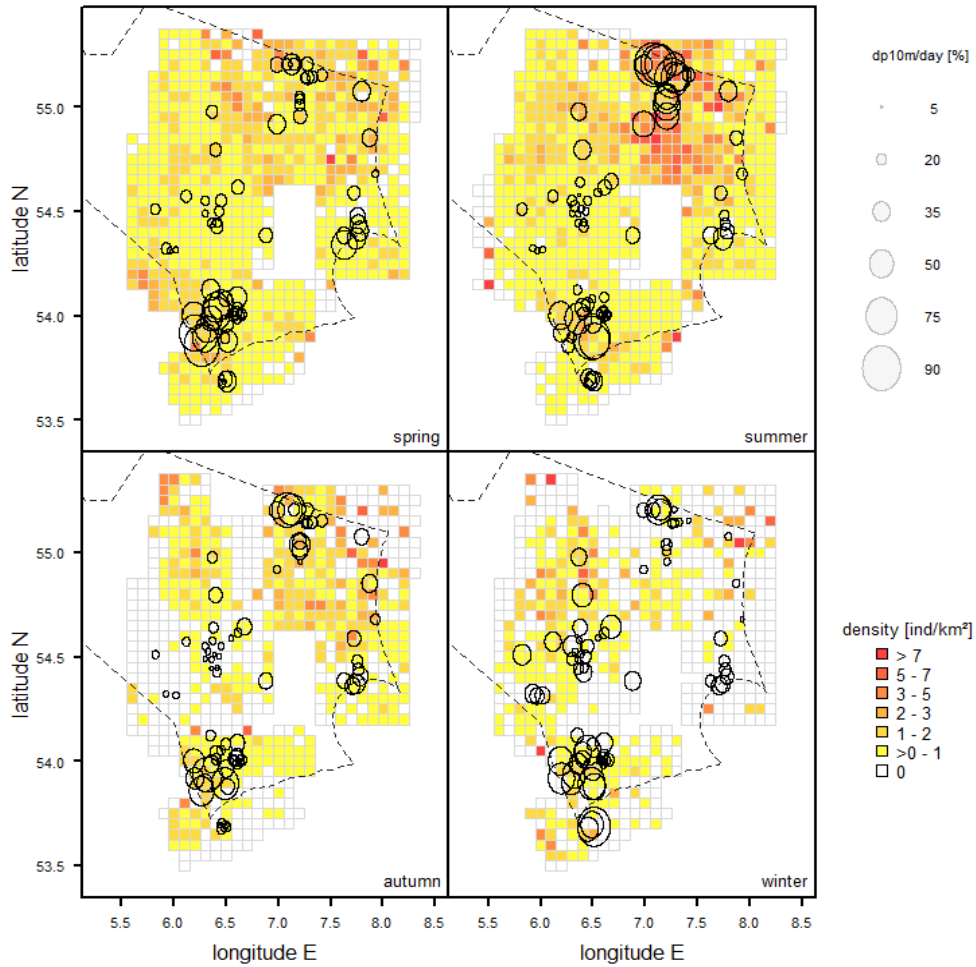 dp10m/day [%]
5
20
35
50
75
90
55.0
54.5
54.0
53.5
latitude N
spring
summer
55.0
54.5
54.0
53.5
latitude N
autumn
winter
density [ind/km²]
> 7
5 - 7
3 - 5
2 - 3
1 - 2
>0 - 1
0
5.5 6.0 6.5 7.0 7.5 8.0 8.5
5.5 6.0 6.5 7.0 7.5 8.0 8.5
longitude E
longitude E